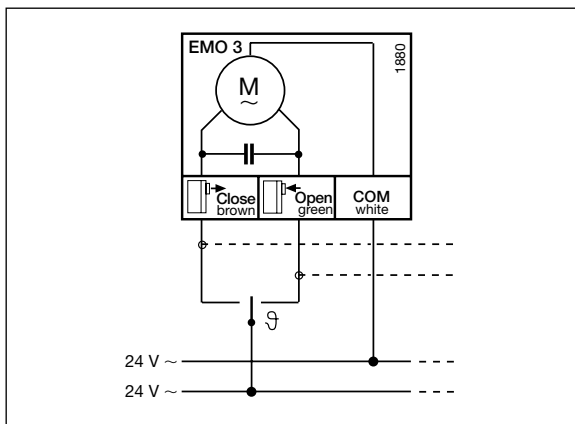 EMO 3
1880
M
~
Close
brown
Open
green
COM
white
ϑ
24 V ~
24 V ~